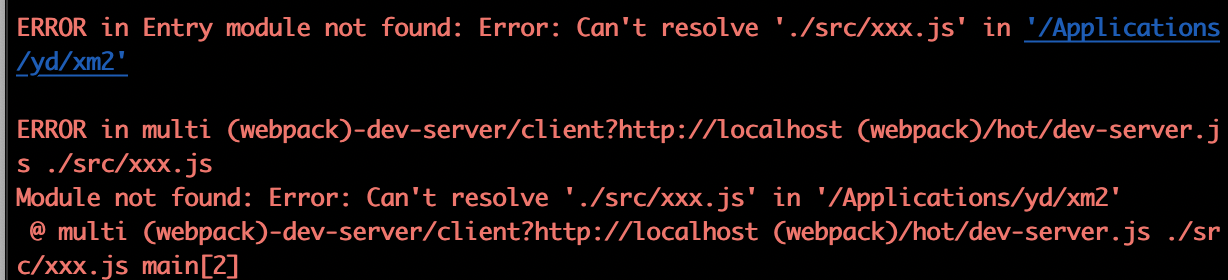 ERROR in Entry module not found: Error: Can't resolve './src/xxx.js' in '/Applications
/yd/xm2'
ERROR in multi (webpack)-dev-server/client?http://localhost (webpack)/hot/dev-server.j
s ./src/xxx.js
Module not found: Error: Can't resolve './src/xxx.js' in '/Applications/yd/xm2'
@ multi (webpack)-dev-server/client?http://localhost (webpack)/hot/dev-server.js ./sr
c/xxx.js main[2]